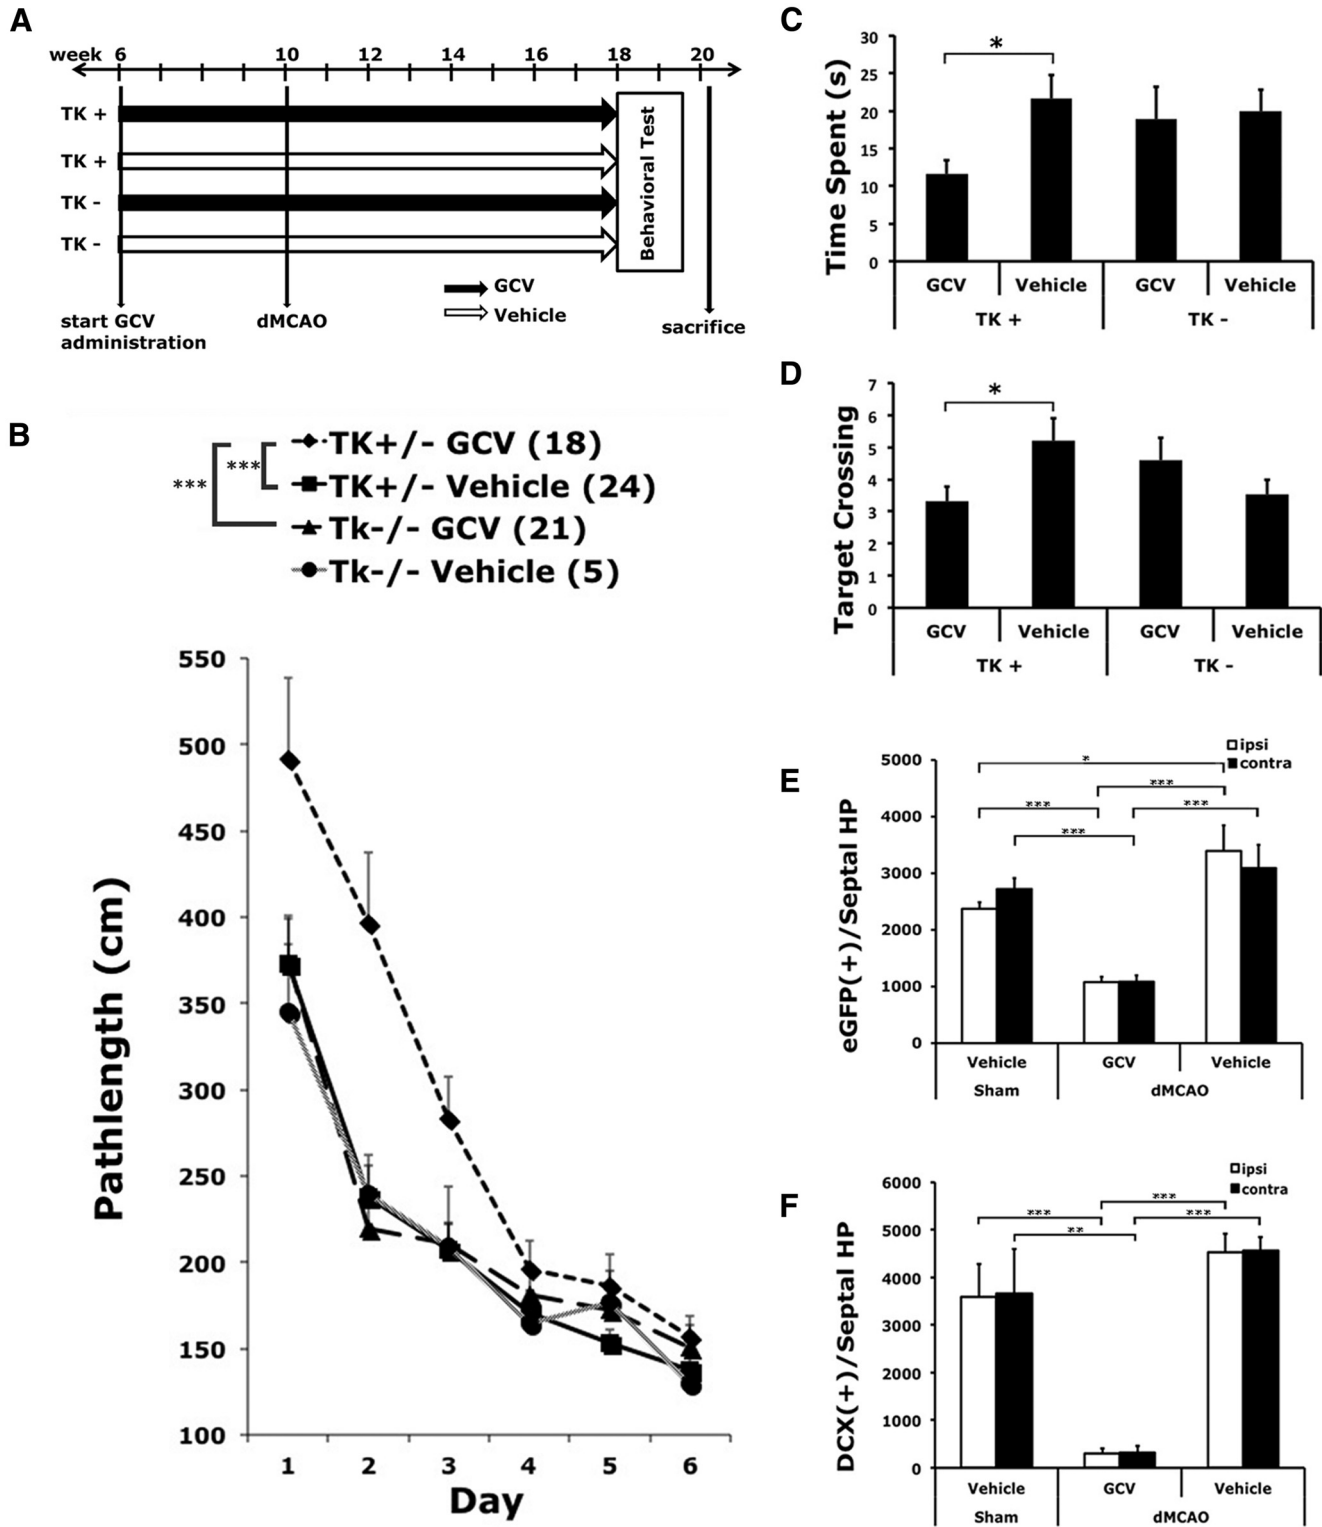 A
week 6 10 12 14 16 18 20
TK +
TK +
TK -
TK -
Behavioral Test
GCV
Vehicle
start GCV
administration
dMCAO
sacrifice
B
*** *** TK+/- GCV (18)
TK+/- Vehicle (24)
Tk-/- GCV (21)
Tk-/- Vehicle (5)
550
500
450
400
350
300
250
200
150
100
Pathlength (cm)
1 2 3 4 5 6
Day
C
Time Spent (s)
30
25
20
15
10
5
0
*
GCV Vehicle GCV Vehicle
TK + TK -
D
Target Crossing
7
6
5
4
3
2
1
0
*
GCV Vehicle GCV Vehicle
TK + TK -
E
eGFP(+)/Septal HP
ipsi
contra
5000
4000
3000
2000
1000
0
*
***
*** ***
***
Vehicle GCV Vehicle
Sham dMCAO
F
DCX(+)/Septal HP
ipsi
contra
6000
5000
4000
3000
2000
1000
0
***
*** ***
**
Vehicle GCV Vehicle
Sham dMCAO